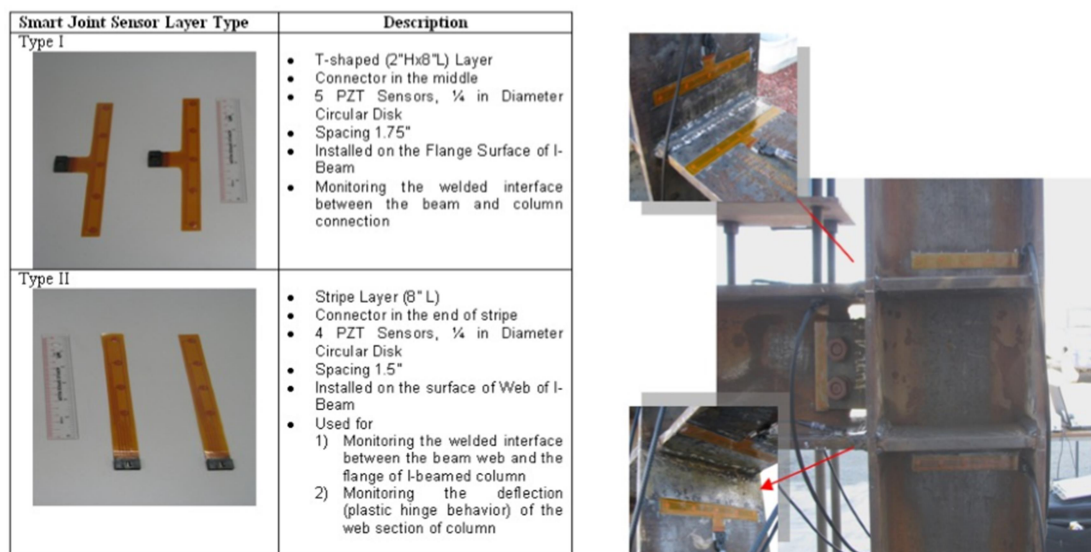 Smart Joint Sensor Layer Type
Description
Type I
• T-shaped (2"Hx8"L) Layer
• Connector in the middle
• 5 PZT Sensors, ¼ in Diameter
Circular Disk
• Spacing 1.75"
• Installed on the Flange Surface of I-
Beam
• Monitoring the welded interface
between the beam and column
connection
Type II
• Stripe Layer (8" L)
• Connector in the end of stripe
• 4 PZT Sensors, ¼ in Diameter
Circular Disk
• Spacing 1.5"
• Installed on the surface of Web of I-
Beam
• Used for
1) Monitoring the welded interface
between the beam web and the
flange of I-beamed column
2) Monitoring the deflection
(plastic hinge behavior) of the
web section of column